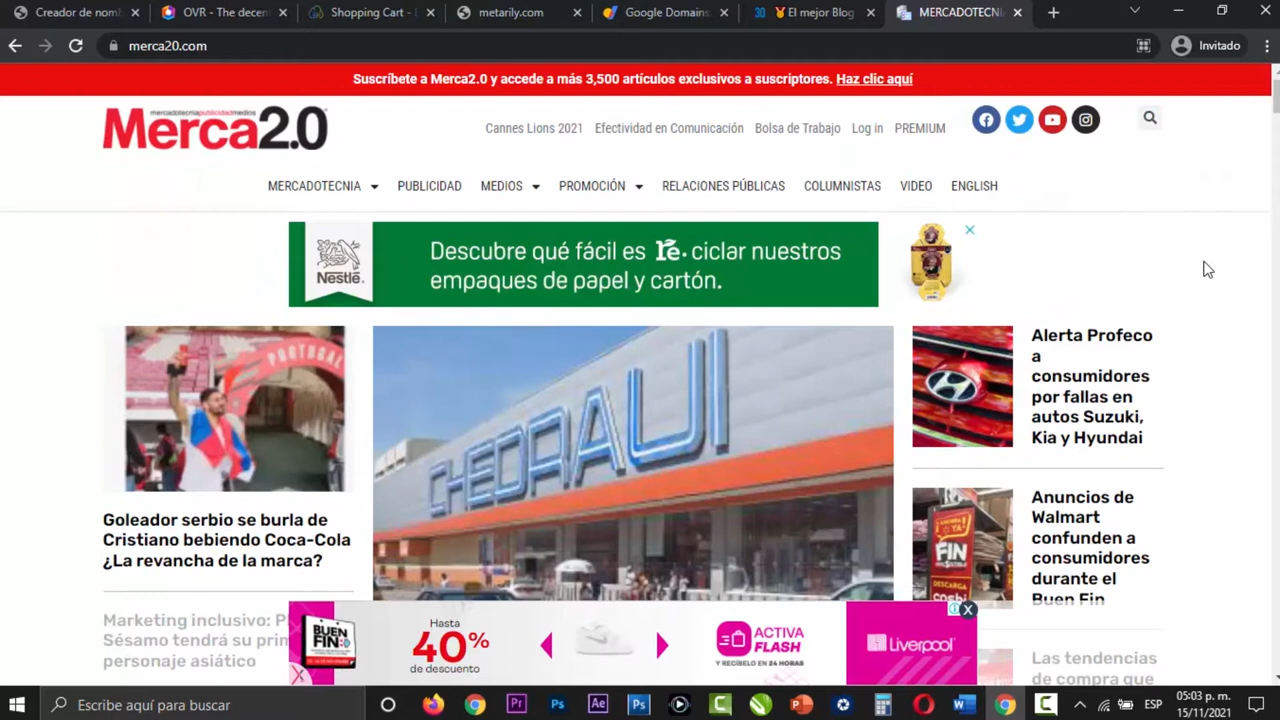 Creador de nomb
OVR - The decen
Shopping Cart - E
metarily.com
Google Domains:
El mejor Blog
MERCADOTECNI
merca20.com
Invitado
Suscríbete a Merca2.0 y accede a más 3,500 artículos exclusivos a suscriptores. Haz clic aquí
mercadotecniapublicidadmedios
Merca2.0
Cannes Lions 2021 Efectividad en Comunicación Bolsa de Trabajo Log in PREMIUM
MERCADOTECNIA PUBLICIDAD MEDIOS PROMOCIÓN RELACIONES PÚBLICAS COLUMNISTAS VIDEO ENGLISH
Nestlé
Descubre qué fácil es re. ciclar nuestros
empaques de papel y cartón.
PORTUGAL
CHEDRAUI
Goleador serbio se burla de
Cristiano bebiendo Coca-Cola
¿La revancha de la marca?
Marketing inclusivo: P
Sésamo tendrá su prim
personaje asiático
Alerta Profeco
a
consumidores
por fallas en
autos Suzuki,
Kia y Hyundai
FIN
DESCARGA
Anuncios de
Walmart
confunden a
consumidores
durante el
Buen Fin
Las tendencias
de compra que
BUEN
FIN
Hasta
40%
de descuento
ACTIVA
FLASH
Y RECÍBELO EN 24 HORAS
Liverpool
Escribe aquí para buscar
ESP
05:03 p. m.
15/11/2021